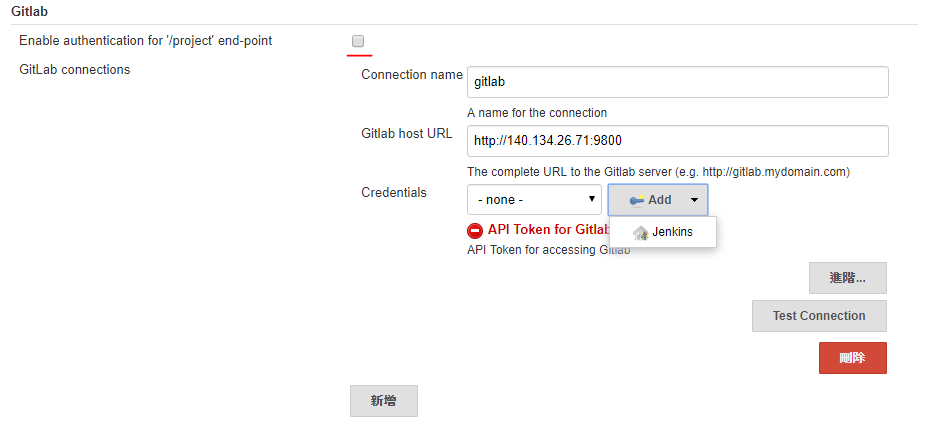 Gitlab
Enable authentication for '/project' end-point
GitLab connections
Connection name
gitlab
A name for the connection
Gitlab host URL
http://140.134.26.71:9800
The complete URL to the Gitlab server (e.g. http://gitlab.mydomain.com)
Credentials
- none -
Add
Jenkins
API Token for Gitlab
API Token for accessing Gitlab
進階...
Test Connection
刪除
新增